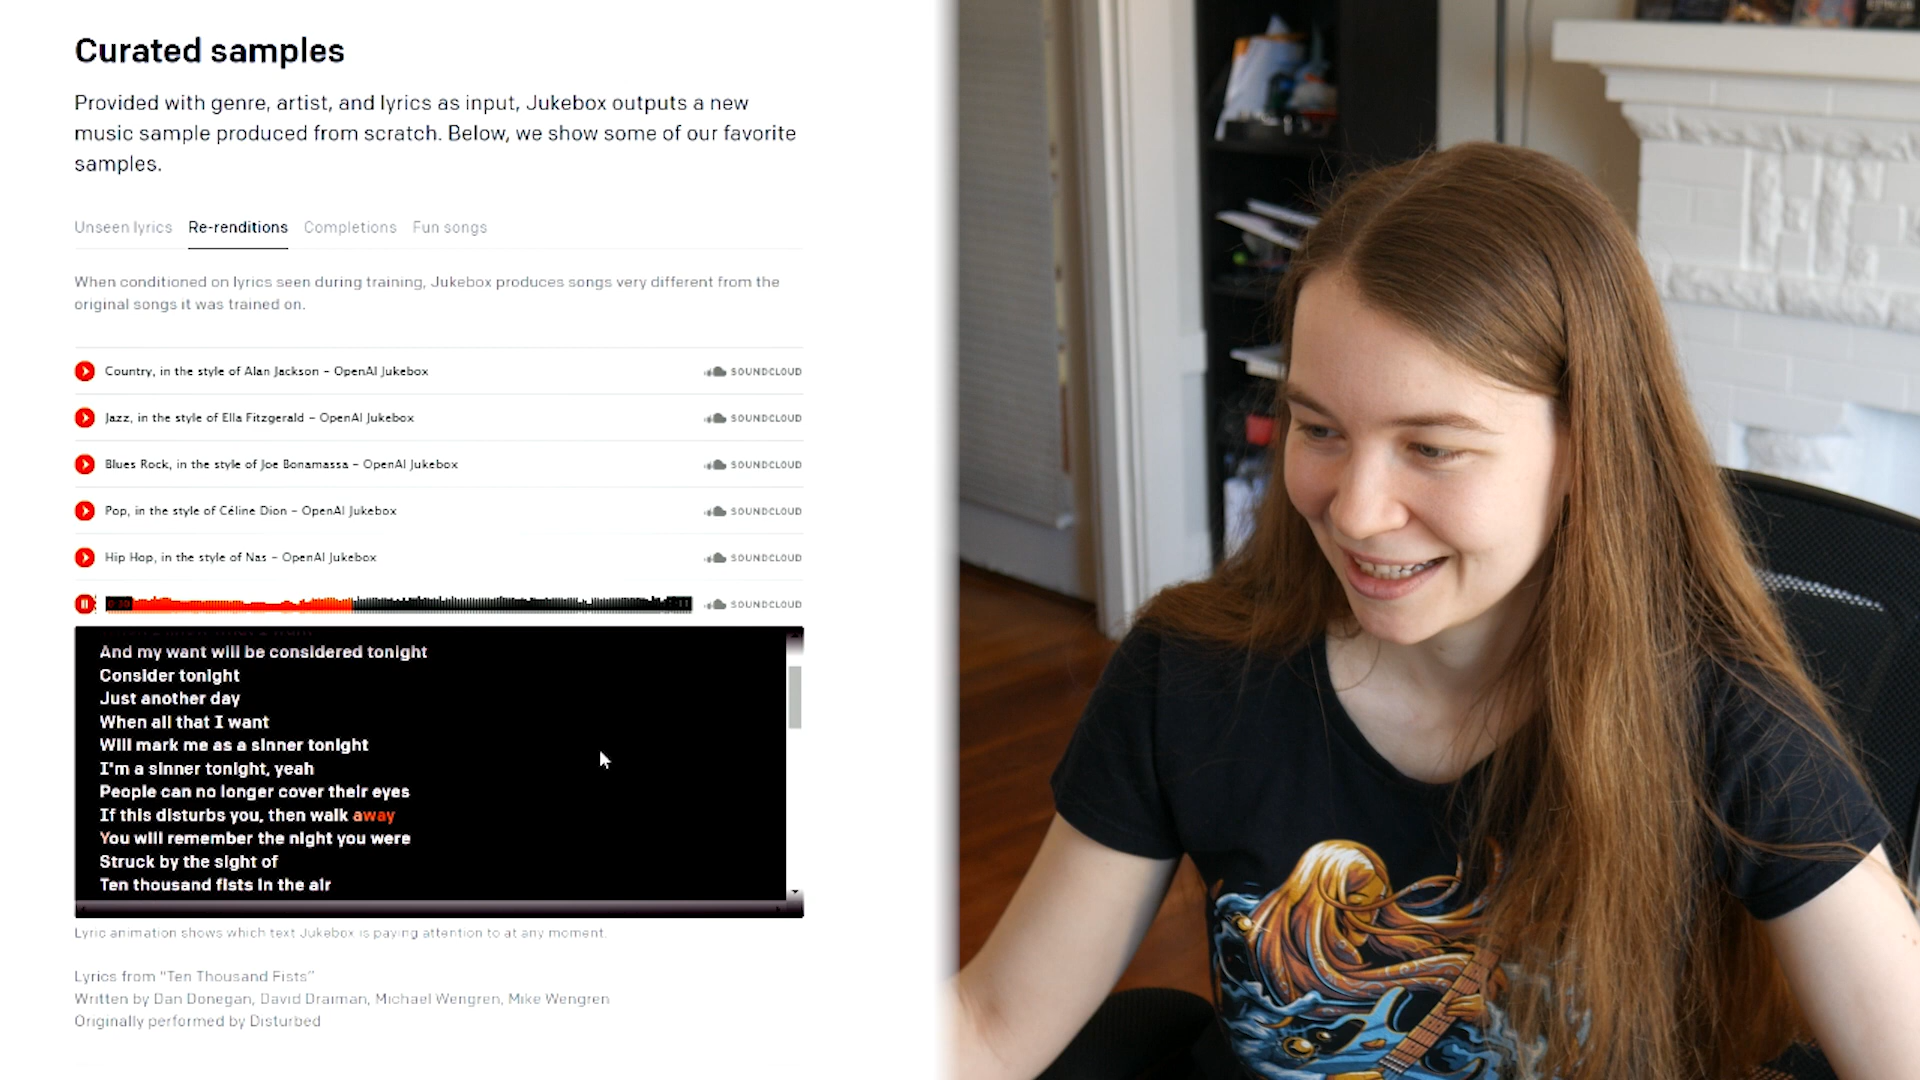 Curated samples
Provided with genre, artist, and lyrics as input, Jukebox outputs a new
music sample produced from scratch. Below, we show some of our favorite
samples.
Unseen lyrics Re-renditions Completions Fun songs
When conditioned on lyrics seen during training, Jukebox produces songs very different from the
original songs it was trained on.
Country, in the style of Alan Jackson – OpenAI Jukebox SOUNDCLOUD
Jazz, in the style of Ella Fitzgerald – OpenAI Jukebox SOUNDCLOUD
Blues Rock, in the style of Joe Bonamassa – OpenAI Jukebox SOUNDCLOUD
Pop, in the style of Céline Dion – OpenAI Jukebox SOUNDCLOUD
Hip Hop, in the style of Nas – OpenAI Jukebox SOUNDCLOUD
SOUNDCLOUD
And my want will be considered tonight
Consider tonight
Just another day
When all that I want
Will mark me as a sinner tonight
I'm a sinner tonight, yeah
People can no longer cover their eyes
If this disturbs you, then walk away
You will remember the night you were
Struck by the sight of
Ten thousand fists in the air
Lyric animation shows which text Jukebox is paying attention to at any moment.
Lyrics from "Ten Thousand Fists"
Written by Dan Donegan, David Draiman, Michael Wengren, Mike Wengren
Originally performed by Disturbed